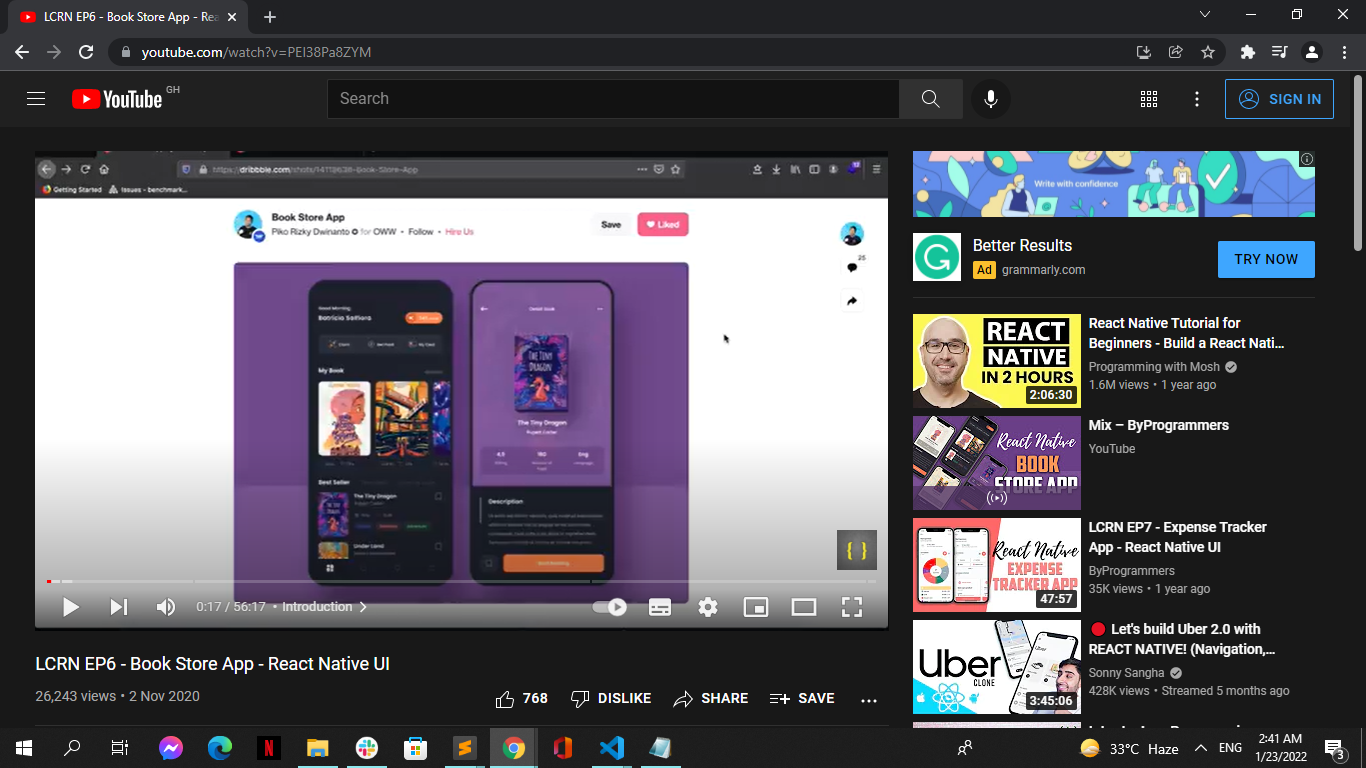 LCRN EP6 - Book Store App - Rea
youtube.com/watch?v=PEI38Pa8ZYM
YouTube GH
Search
SIGN IN
https://dribbble.com/shots/14118636-Book-Store-App
Getting Started
Issues - benchmark...
Book Store App
Piko Rizky Dwinanto for OWW • Follow • Hire Us
Save
Liked
25
Good Morning
My Book
Best Seller
The Tiny Dragon
Under Land
THE TINY DRAGON
The Tiny Dragon
4.5
Description
{ }
0:17 / 56:17 • Introduction
LCRN EP6 - Book Store App - React Native UI
26,243 views • 2 Nov 2020
768
DISLIKE
SHARE
SAVE
Write with confidence
Better Results
Ad grammarly.com
TRY NOW
REACT
NATIVE
IN 2 HOURS
2:06:30
React Native Tutorial for
Beginners - Build a React Nati...
Programming with Mosh
1.6M views • 1 year ago
React Native
BOOK
STORE APP
Mix – ByProgrammers
YouTube
React Native
EXPENSE
TRACKER APP
47:57
LCRN EP7 - Expense Tracker
App - React Native UI
ByProgrammers
35K views • 1 year ago
Uber
CLONE
3:45:06
Let's build Uber 2.0 with
REACT NATIVE! (Navigation,...
Sonny Sangha
428K views • Streamed 5 months ago
33°C Haze
ENG
2:41 AM
1/23/2022
3